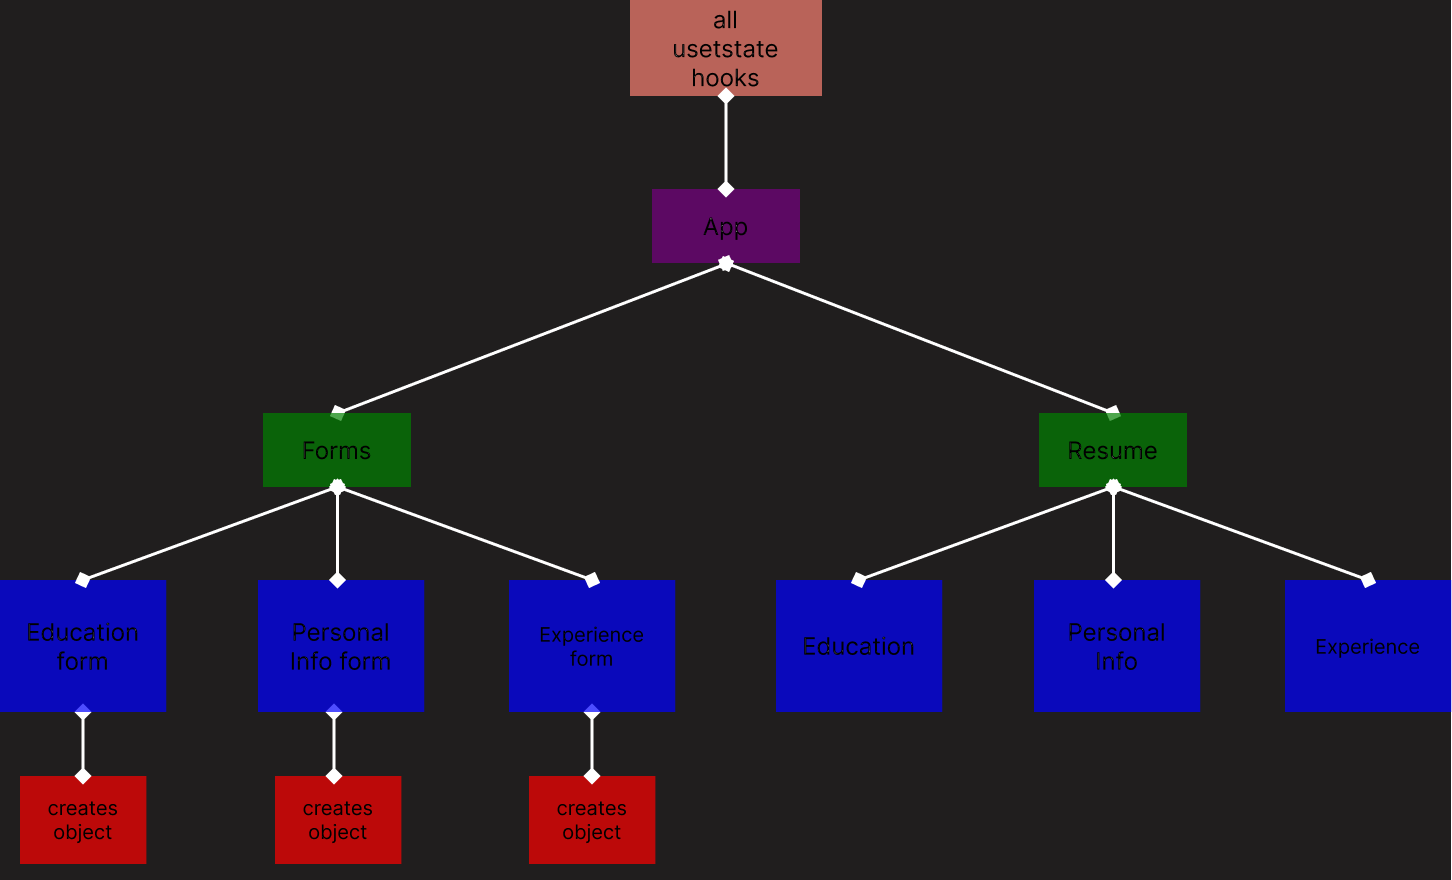 all
usetstate
hooks
App
Forms
Resume
Education
form
Personal
Info form
Experience
form
Education
Personal
Info
Experience
creates
object
creates
object
creates
object